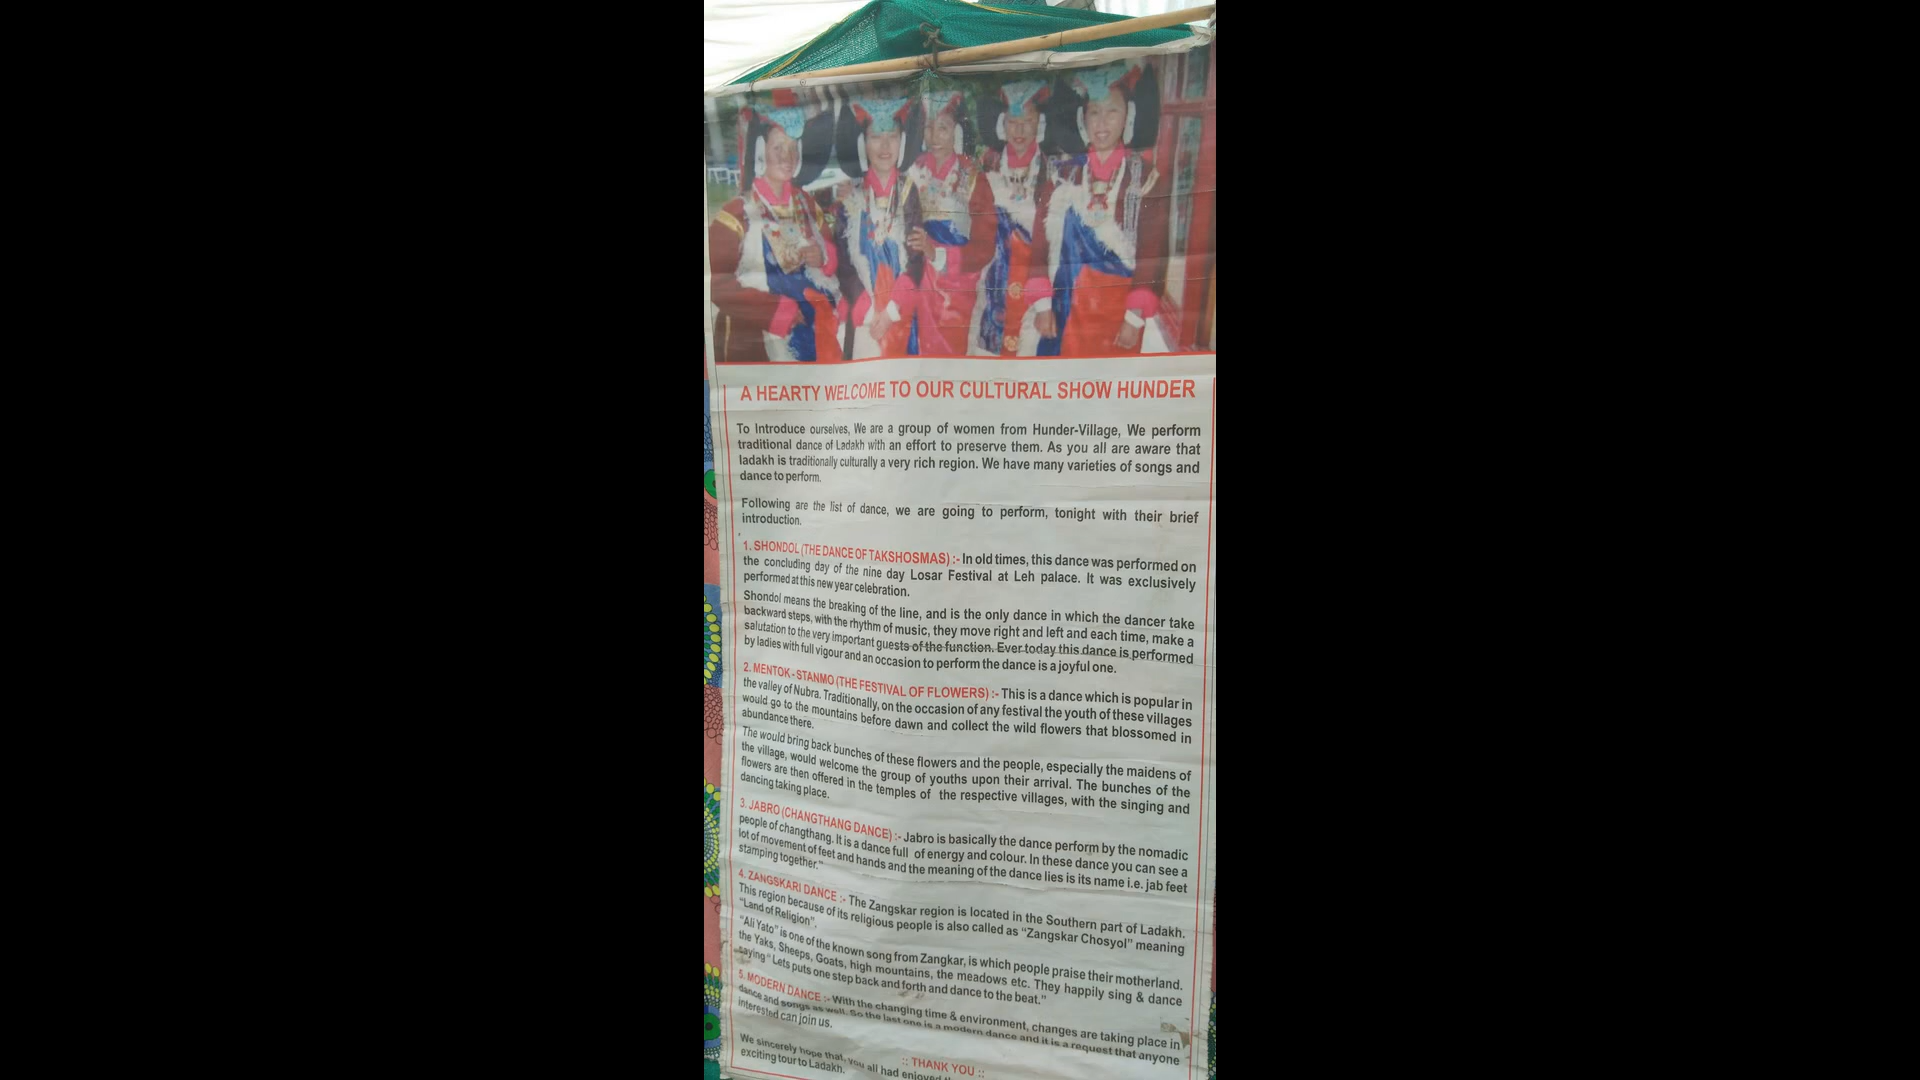 A HEARTY WELCOME TO OUR CULTURAL SHOW HUNDER
To Introduce ourselves, We are a group of women from Hunder-Village, We perform
traditional dance of Ladakh with an effort to preserve them. As you all are aware that
ladakh is traditionally culturally a very rich region. We have many varieties of songs and
dance to perform.
Following are the list of dance, we are going to perform, tonight with their brief
introduction.
1. SHONDOL (THE DANCE OF TAKSHOSMAS) :- In old times, this dance was performed on
the concluding day of the nine day Losar Festival at Leh palace. It was exclusively
performed at this new year celebration.
Shondol means the breaking of the line, and is the only dance in which the dancer take
backward steps, with the rhythm of music, they move right and left and each time, make a
salutation to the very important guests of the function. Ever today this dance is performed
by ladies with full vigour and an occasion to perform the dance is a joyful one.
2. MENTOK - STANMO (THE FESTIVAL OF FLOWERS) :- This is a dance which is popular in
the valley of Nubra. Traditionally, on the occasion of any festival the youth of these villages
would go to the mountains before dawn and collect the wild flowers that blossomed in
abundance there.
The would bring back bunches of these flowers and the people, especially the maidens of
the village, would welcome the group of youths upon their arrival. The bunches of the
flowers are then offered in the temples of the respective villages, with the singing and
dancing taking place.
3. JABRO (CHANGTHANG DANCE) :- Jabro is basically the dance perform by the nomadic
people of changthang. It is a dance full of energy and colour. In these dance you can see a
lot of movement of feet and hands and the meaning of the dance lies is its name i.e. jab feet
stamping together."
4. ZANGSKARI DANCE :- The Zangskar region is located in the Southern part of Ladakh.
This region because of its religious people is also called as "Zangskar Chosyol" meaning
"Land of Religion".
"Ali Yato" is one of the known song from Zangkar, is which people praise their motherland.
the Yaks, Sheeps, Goats, high mountains, the meadows etc. They happily sing & dance
saying " Lets puts one step back and forth and dance to the beat."
5. MODERN DANCE :- With the changing time & environment, changes are taking place in
dance and songs as well. So the last one is a modern dance and it is a request that anyone
interested can join us.
:: THANK YOU ::
We sincerely hope that, you all had enjoyed
exciting tour to Ladakh.